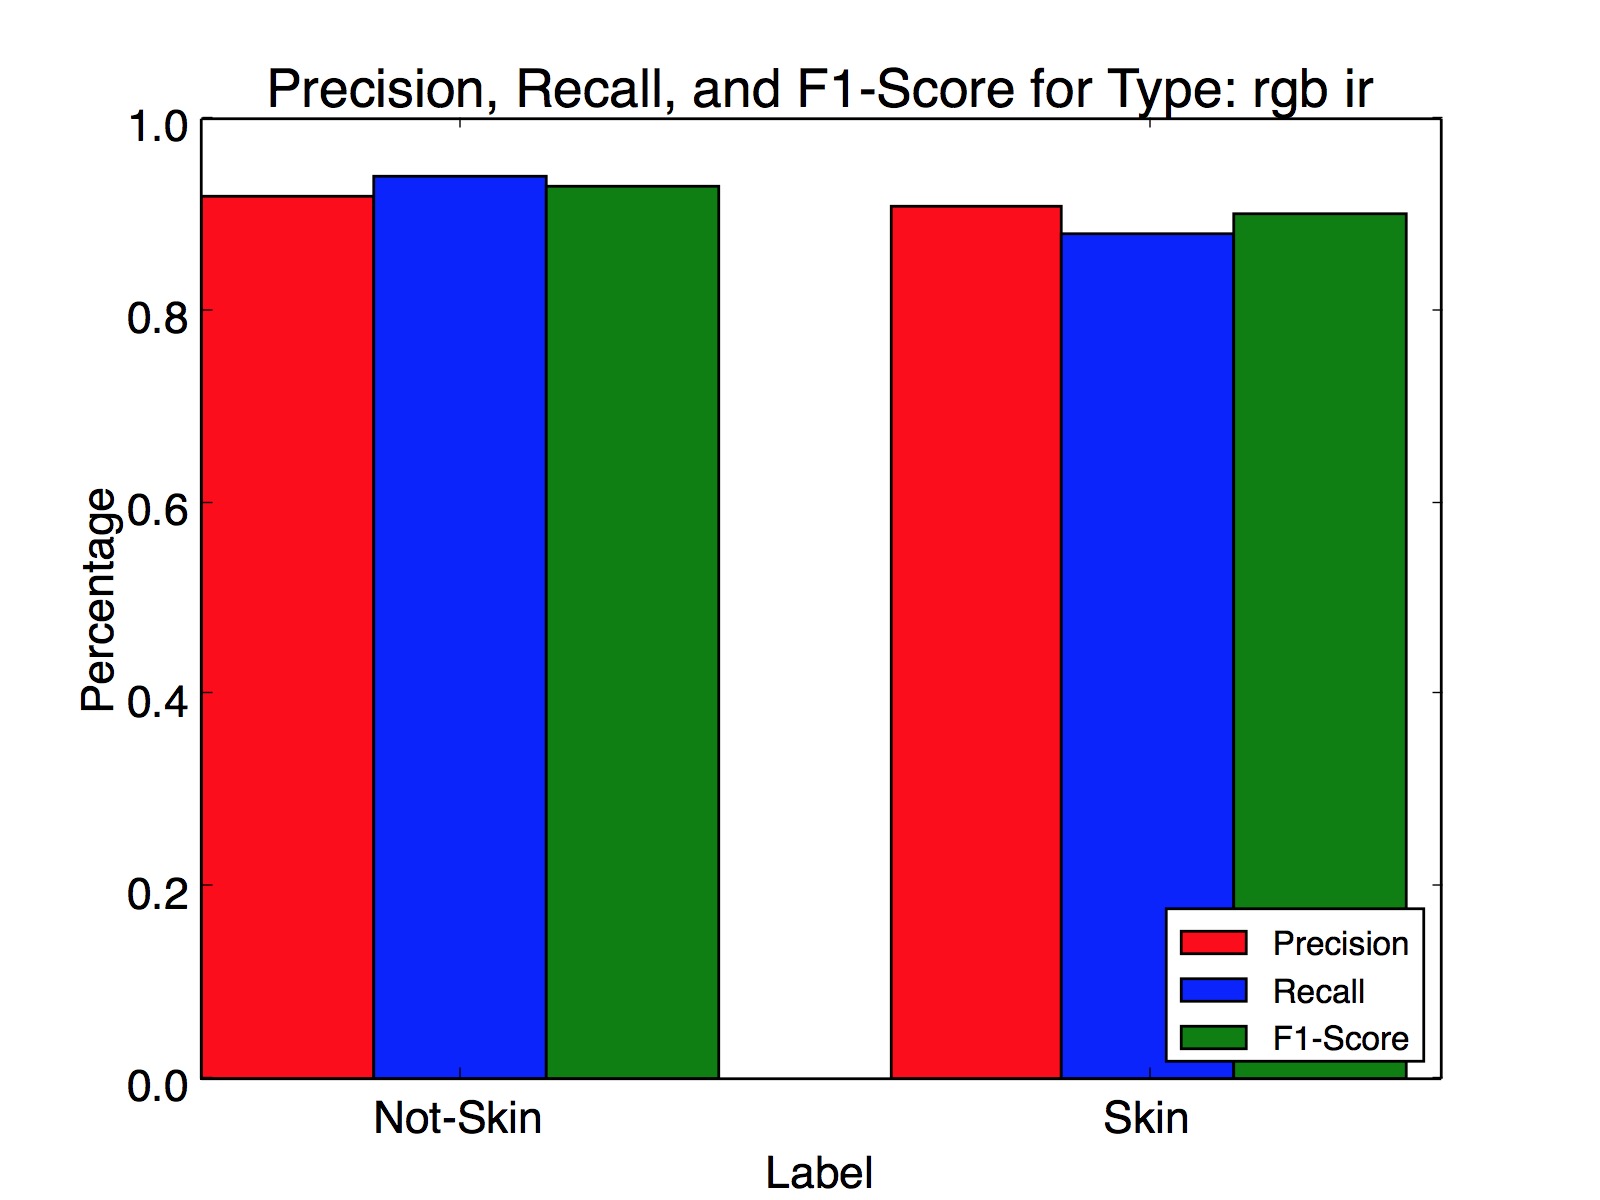 Precision, Recall, and F1-Score for Type: rgb ir
1.0
0.8
0.6
0.4
0.2
0.0
Percentage
Not-Skin
Skin
Label
Precision
Recall
F1-Score